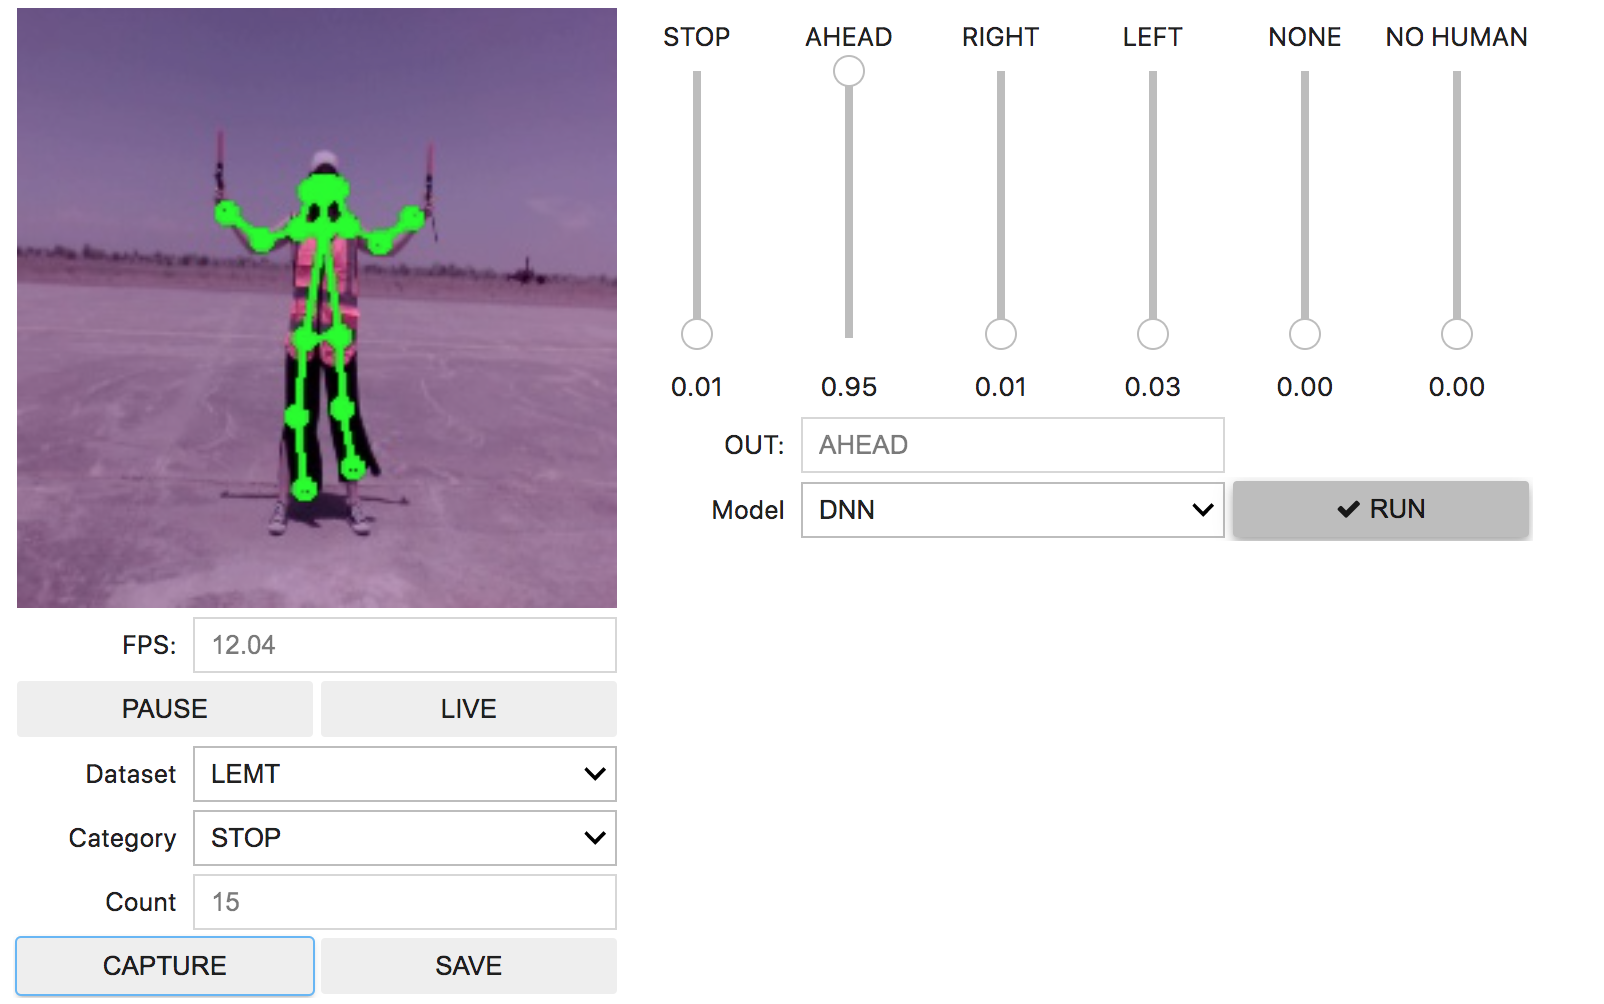 STOP AHEAD RIGHT LEFT NONE NO HUMAN
0.01 0.95 0.01 0.03 0.00 0.00
OUT: AHEAD
Model DNN RUN
FPS: 12.04
PAUSE LIVE
Dataset LEMT
Category STOP
Count 15
CAPTURE SAVE